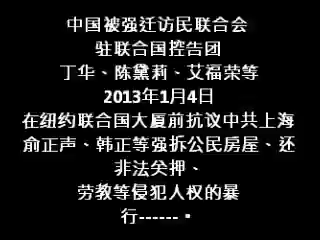 中国被强迁访民联合会
驻联合国控告团
丁华、陈黛莉、艾福荣等
2013年1月4日
在纽约联合国大厦前抗议中共上海
俞正声、韩正等强拆公民房屋、还
非法关押、
劳教等侵犯人权的暴
行------·